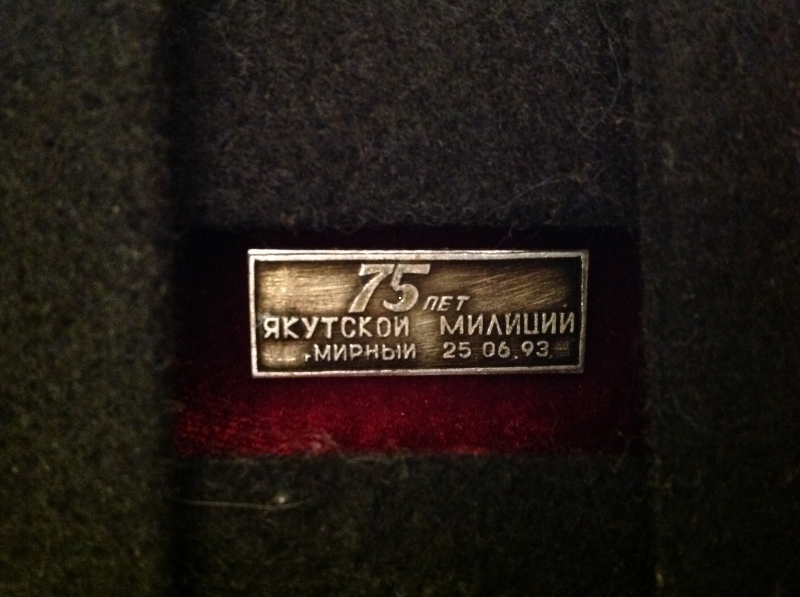 75 ЛЕТ
ЯКУТСКОЙ МИЛИЦИИ
г.МИРНЫЙ 25.06.93.